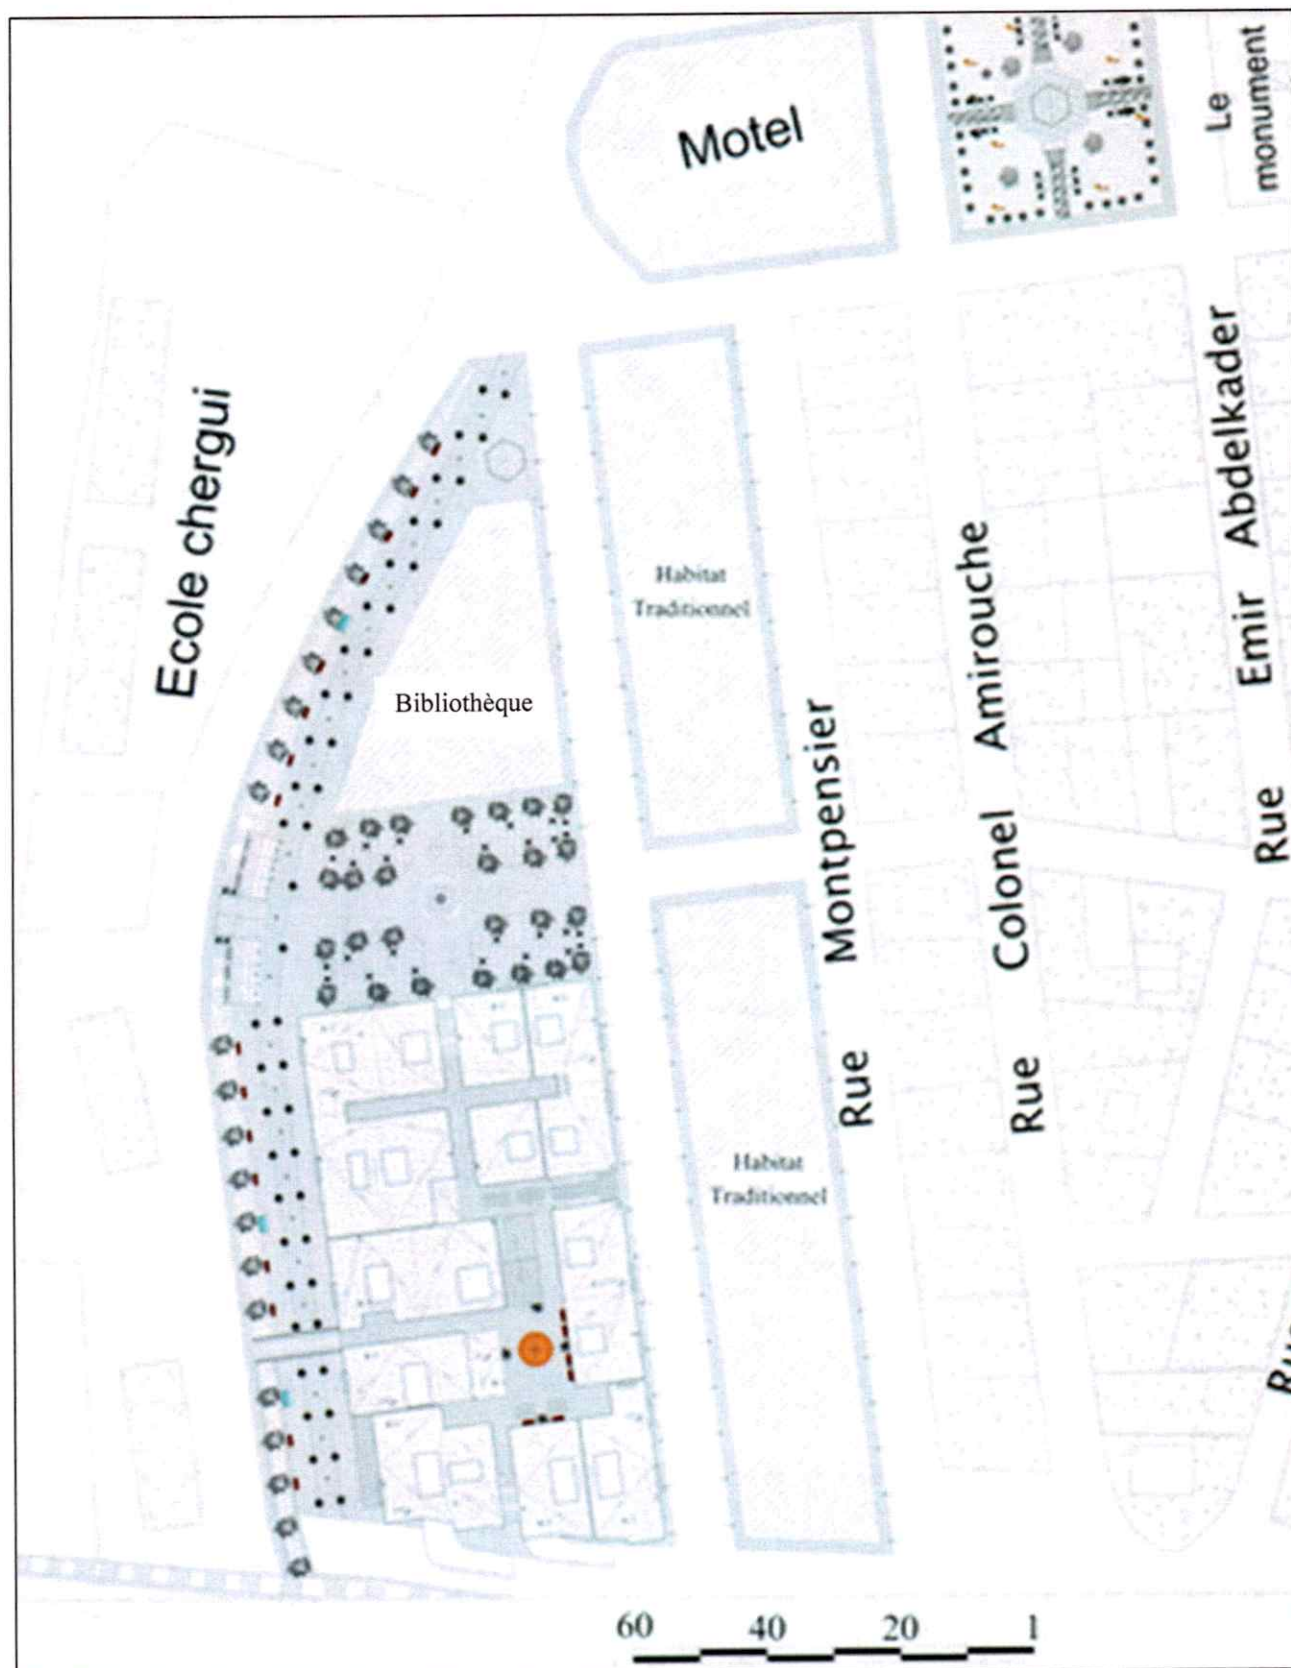 Motel
Le
monument
Ecole chergui
Habitat
Traditionnel
Bibliothèque
Rue Montpensier
Rue Colonel Amirouche
Rue Emir Abdelkader
Habitat
Traditionnel
60 40 20 1